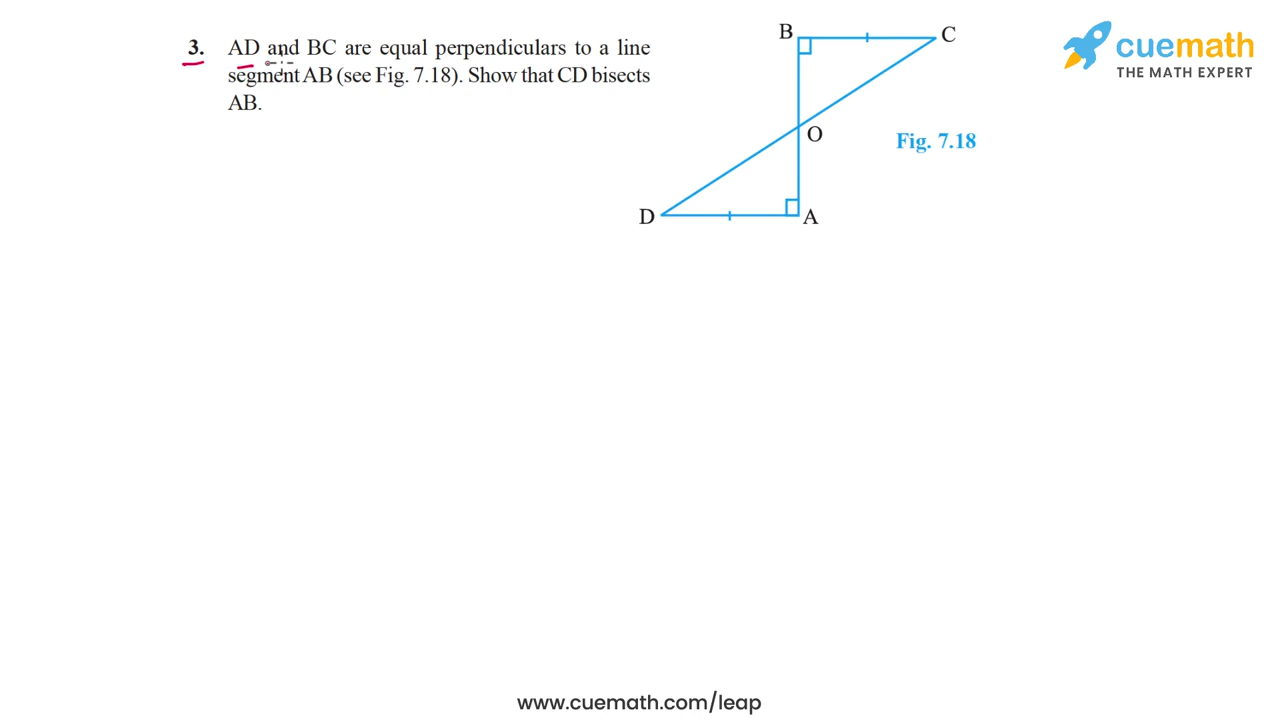 3. AD and BC are equal perpendiculars to a line
segment AB (see Fig. 7.18). Show that CD bisects
AB.
B
C
O
D
A
Fig. 7.18
cuemath
THE MATH EXPERT
www.cuemath.com/leap